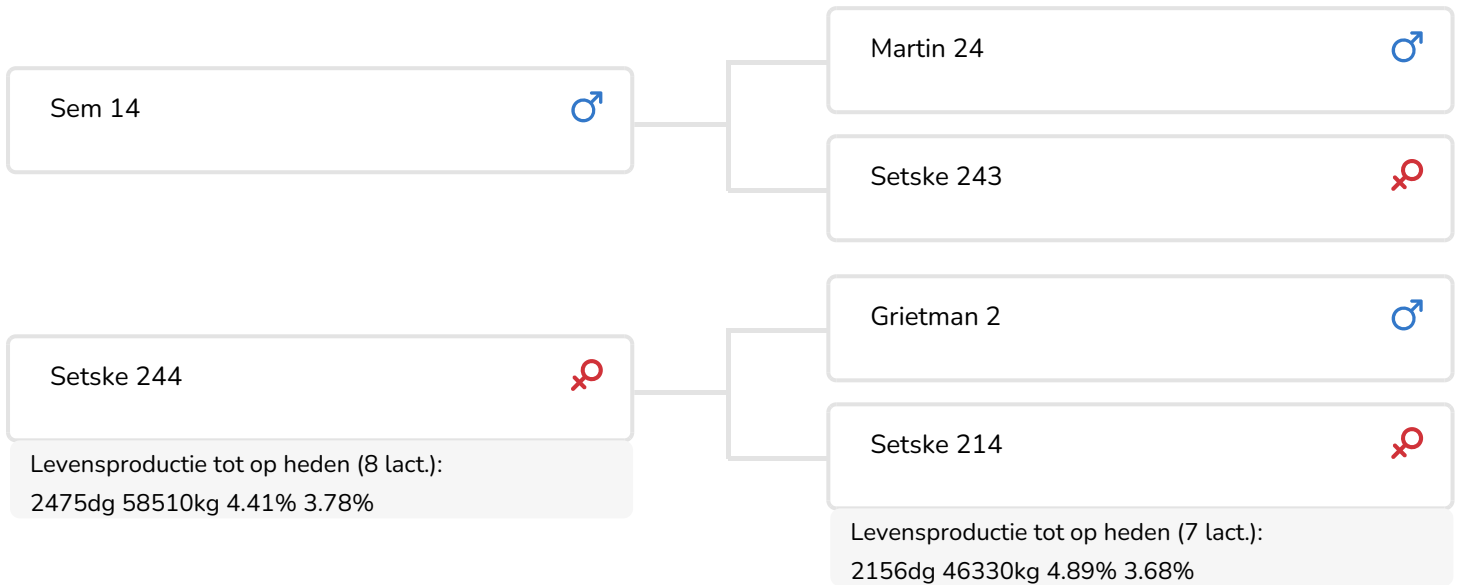 Martin 24
Sem 14
Setske 243
Grietman 2
Setske 244
Setske 214
Levensproductie tot op heden (8 lact.):
2475dg 58510kg 4.41% 3.78%
Levensproductie tot op heden (7 lact.):
2156dg 46330kg 4.89% 3.68%